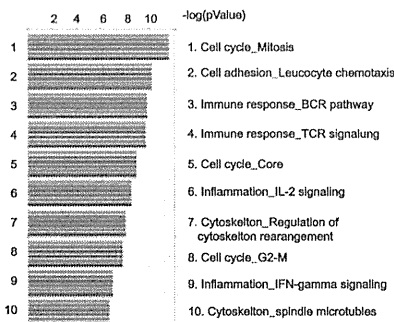 2 4 6 8 10 -log(pValue)
1 1. Cell cycle_Mitosis
2 2. Cell adhesion_Leucocyte chemotaxis
3 3. Immune response_BCR pathway
4 4. Immune response_TCR signalung
5 5. Cell cycle_Core
6 6. Inflammation_IL-2 signaling
7 7. Cytoskelton_Regulation of
cytoskelton rearangement
8 8. Cell cycle_G2-M
9 9. Inflammation_IFN-gamma signaling
10 10. Cytoskelton_spindle microtubles